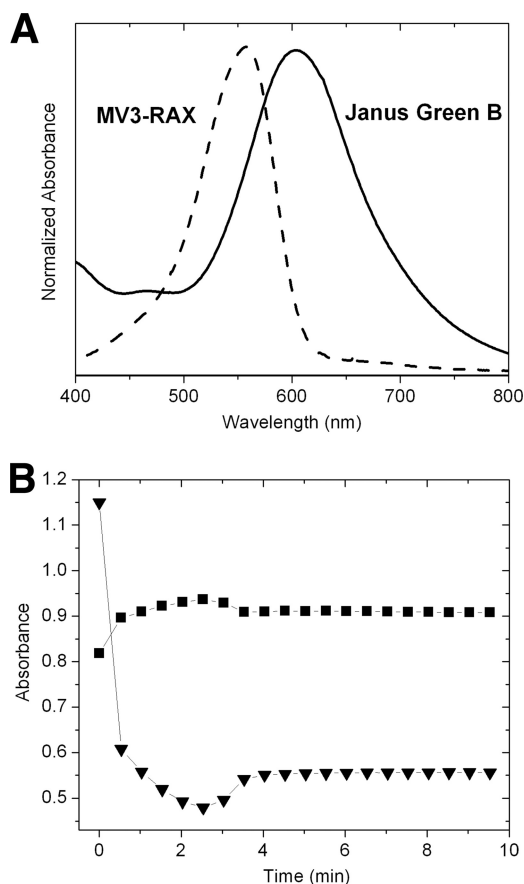 A
MV3-RAX
Janus Green B
Normalized Absorbance
400 500 600 700 800
Wavelength (nm)
B
1.2
1.1
1.0
0.9
0.8
0.7
0.6
0.5
Absorbance
0 2 4 6 8 10
Time (min)